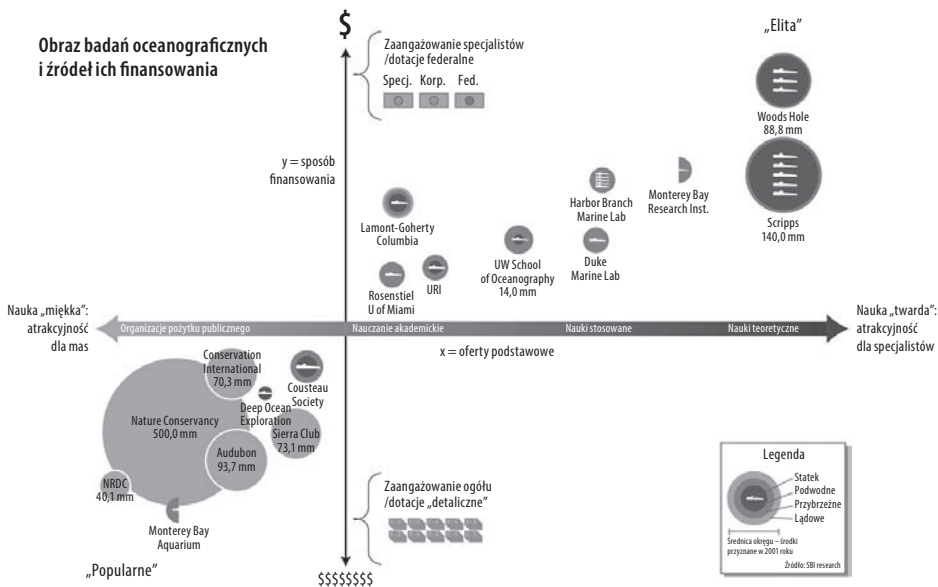 Obraz badań oceanograficznych
i źródeł ich finansowania
$
Zaangażowanie specjalistów
/dotacje federalne
Specj. Korp. Fed.
„Elita”
Woods Hole
88,8 mm
y = sposób
finansowania
Lamont-Goherty
Columbia
Harbor Branch
Marine Lab
Monterey Bay
Research Inst.
Scripps
140,0 mm
Rosenstiel
U of Miami
URI
UW School
of Oceanography
14,0 mm
Duke
Marine Lab
Nauka „miękka”:
atrakcyjność
dla mas
Organizacje pożytku publicznego
Nauczanie akademickie
Nauki stosowane
Nauki teoretyczne
Nauka „twarda”:
atrakcyjność
dla specjalistów
x = oferty podstawowe
Conservation
International
70,3 mm
Cousteau
Society
Deep Ocean
Exploration
Nature Conservancy
500,0 mm
Sierra Club
73,1 mm
Audubon
93,7 mm
NRDC
40,1 mm
Monterey Bay
Aquarium
„Popularne”
Zaangażowanie ogółu
/dotacje „detaliczne”
$$$$$$$$
Legenda
Statek
Podwodne
Przybrzeżne
Lądowe
Średnica okręgu – środki
przyznane w 2001 roku
Źródło: SBI research